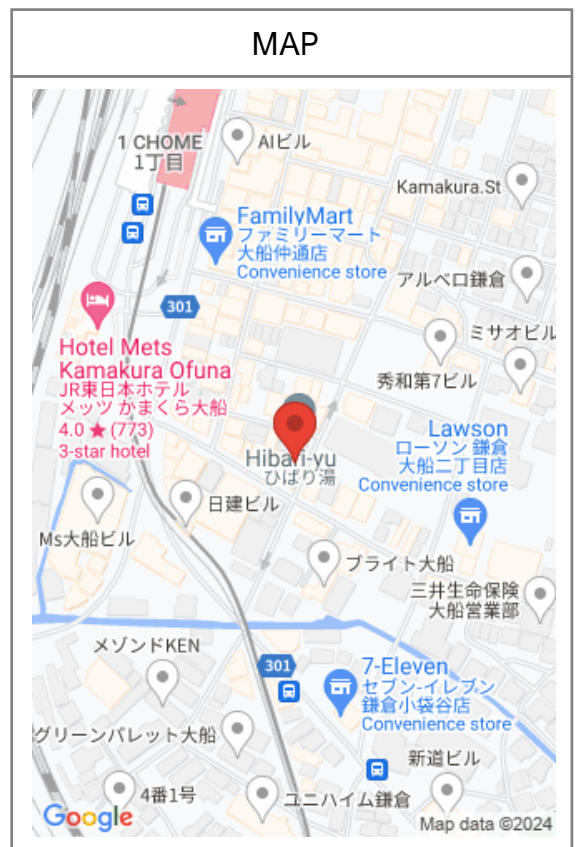 MAP
1 CHOME
1丁目
AIビル
Kamakura.St
FamilyMart
ファミリーマート
大船仲通店
Convenience store
アルベロ鎌倉
301
ミサオビル
Hotel Mets
Kamakura Ofuna
JR東日本ホテル
メッツ かまくら大船
4.0 ★ (773)
3-star hotel
秀和第7ビル
Lawson
ローソン 鎌倉
大船二丁目店
Convenience store
Hibari-yu
ひばり湯
日建ビル
Ms大船ビル
ブライト大船
三井生命保険
大船営業部
メゾンドKEN
301
7-Eleven
セブン-イレブン
鎌倉小袋谷店
Convenience store
グリーンパレット大船
新道ビル
4番1号
ユニハイム鎌倉
Google
Map data ©2024